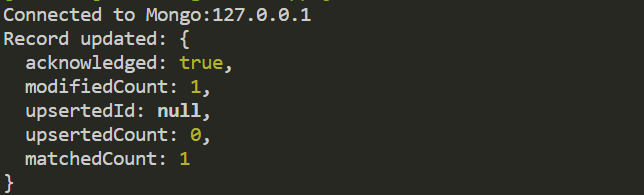 Connected to Mongo:127.0.0.1
Record updated: {
  acknowledged: true,
  modifiedCount: 1,
  upsertedId: null,
  upsertedCount: 0,
  matchedCount: 1
}